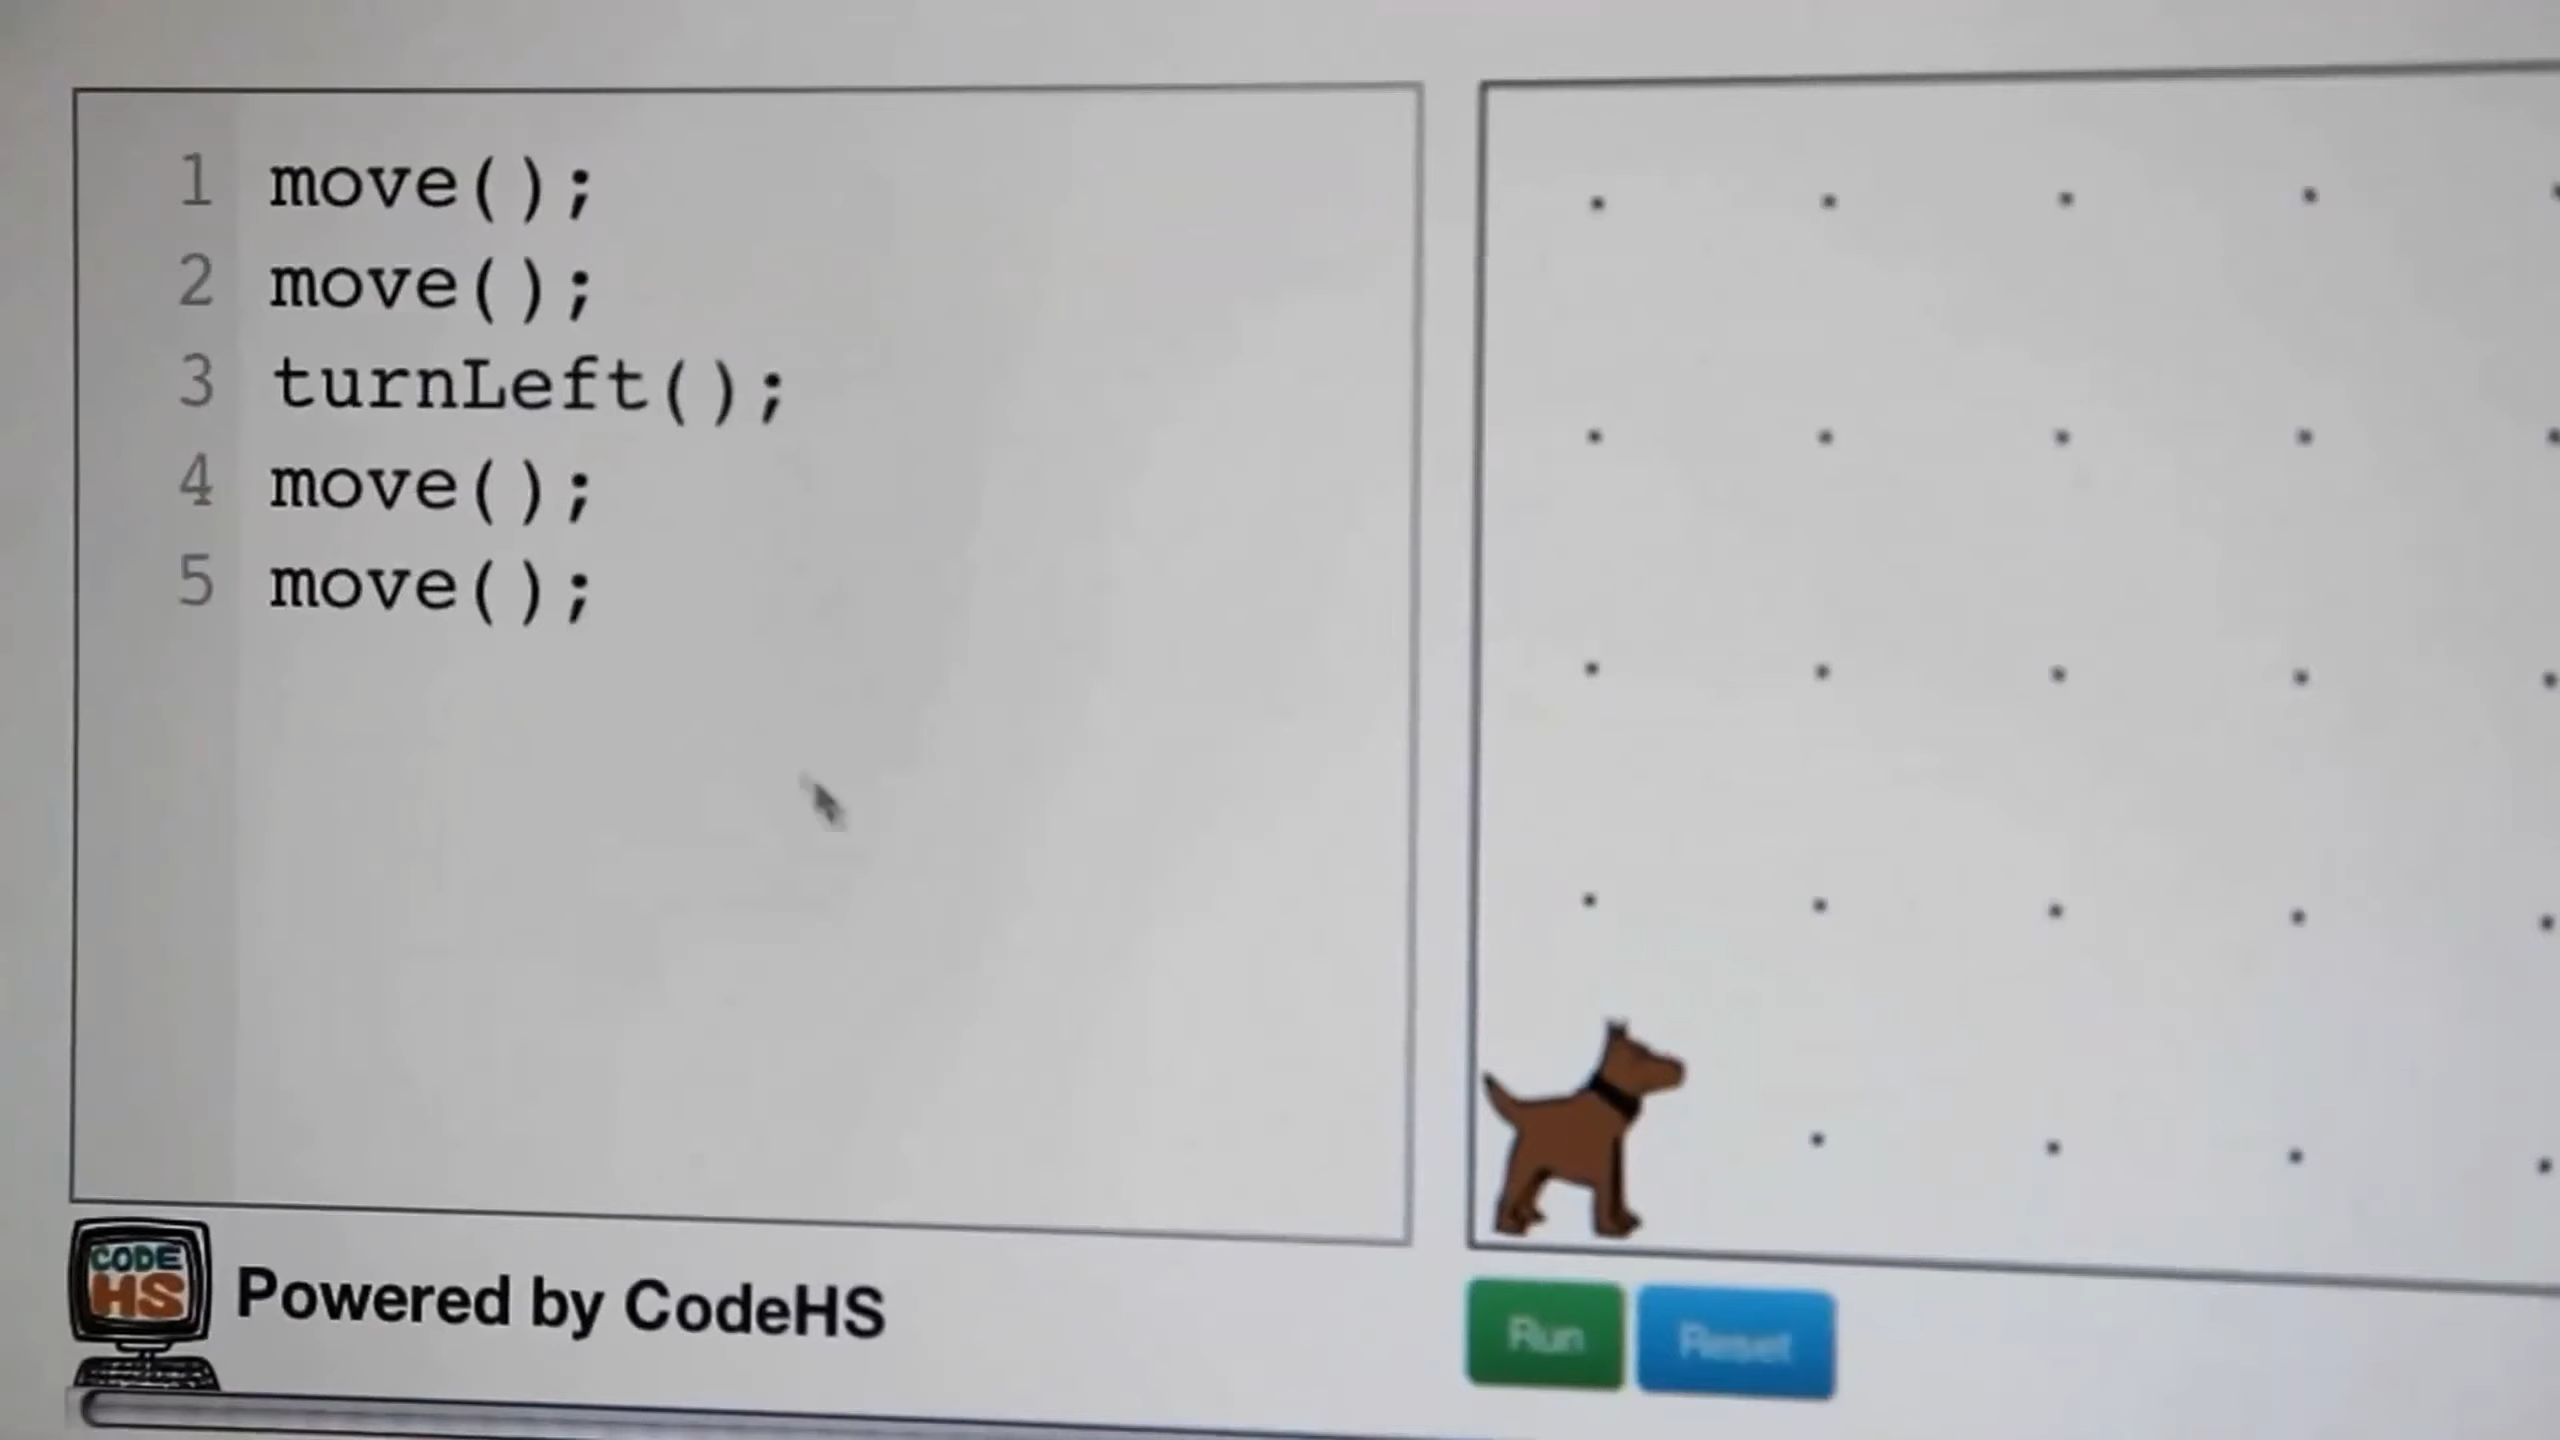 1 move();
2 move();
3 turnLeft();
4 move();
5 move();
CODE
HS
Powered by CodeHS
Run
Reset